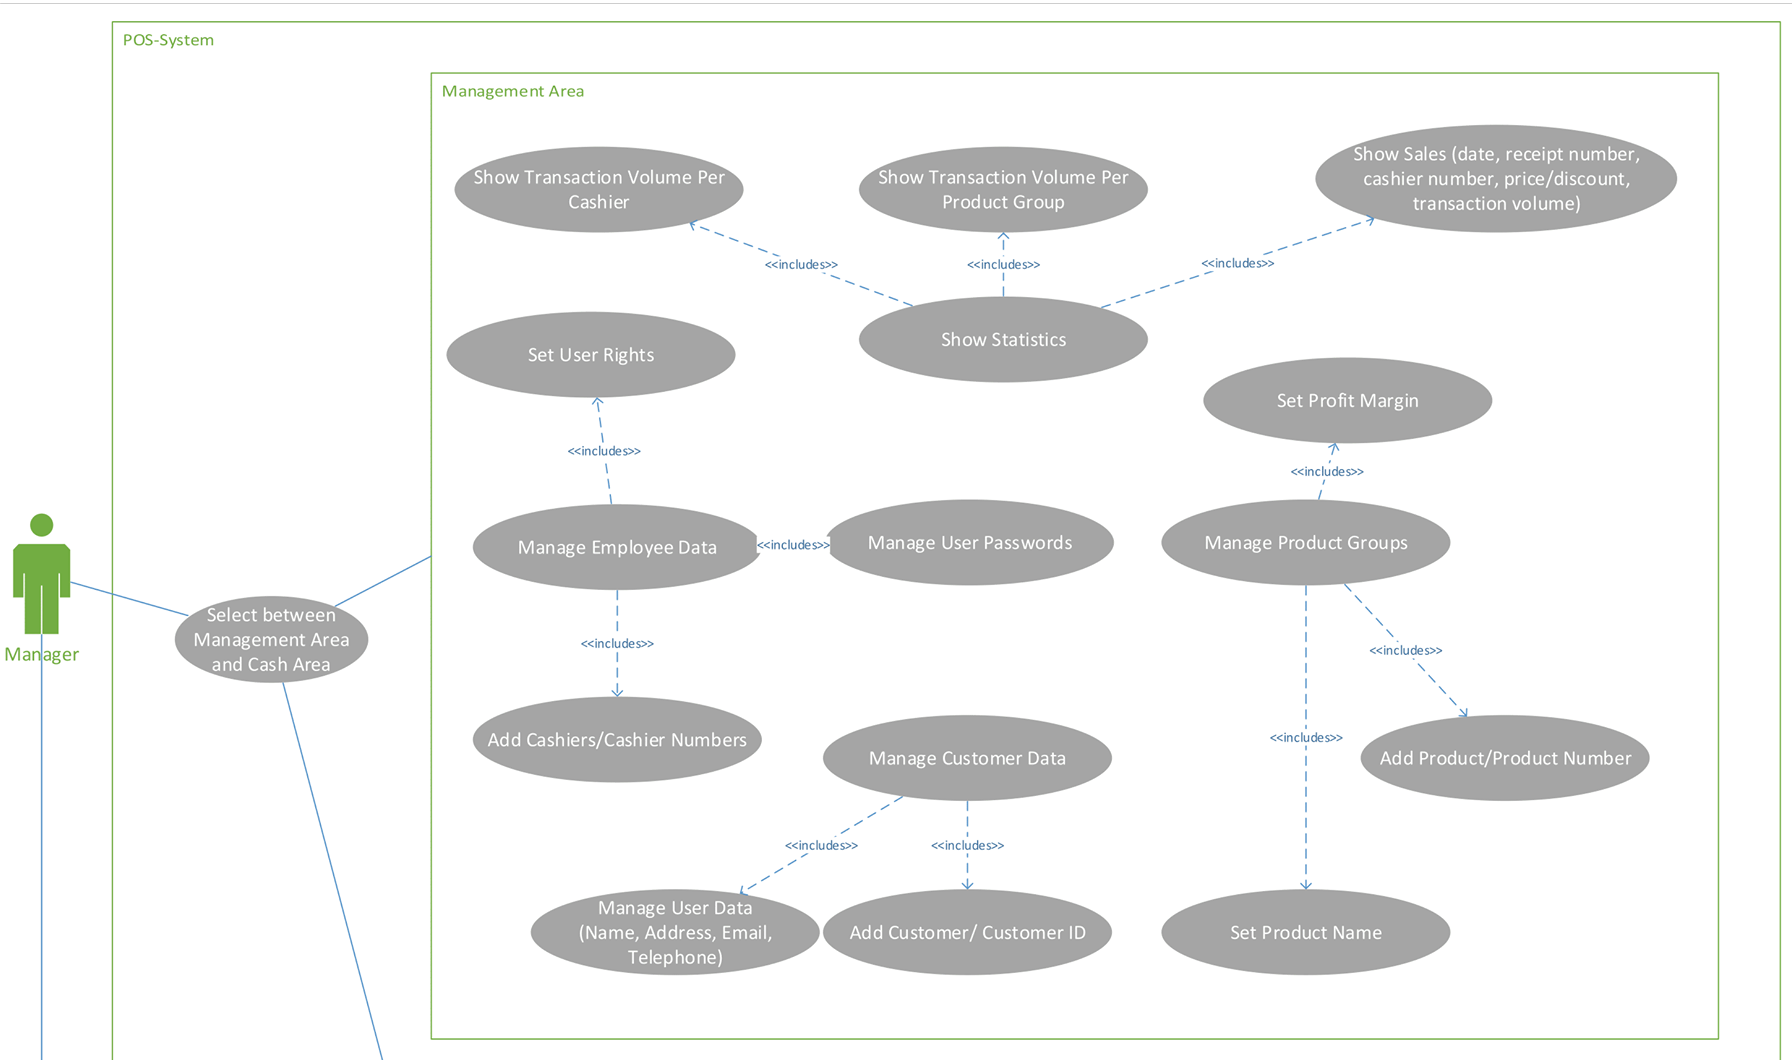 POS-System
Management Area
Show Transaction Volume Per
Cashier
Show Transaction Volume Per
Product Group
Show Sales (date, receipt number,
cashier number, price/discount,
transaction volume)
<<includes>>
<<includes>>
<<includes>>
Show Statistics
Set User Rights
Set Profit Margin
<<includes>>
<<includes>>
Manage Employee Data
<<includes>>
Manage User Passwords
Manage Product Groups
Select between
Management Area
and Cash Area
Manager
<<includes>>
<<includes>>
<<includes>>
Add Cashiers/Cashier Numbers
Manage Customer Data
Add Product/Product Number
<<includes>>
<<includes>>
Manage User Data
(Name, Address, Email,
Telephone)
Add Customer/ Customer ID
Set Product Name